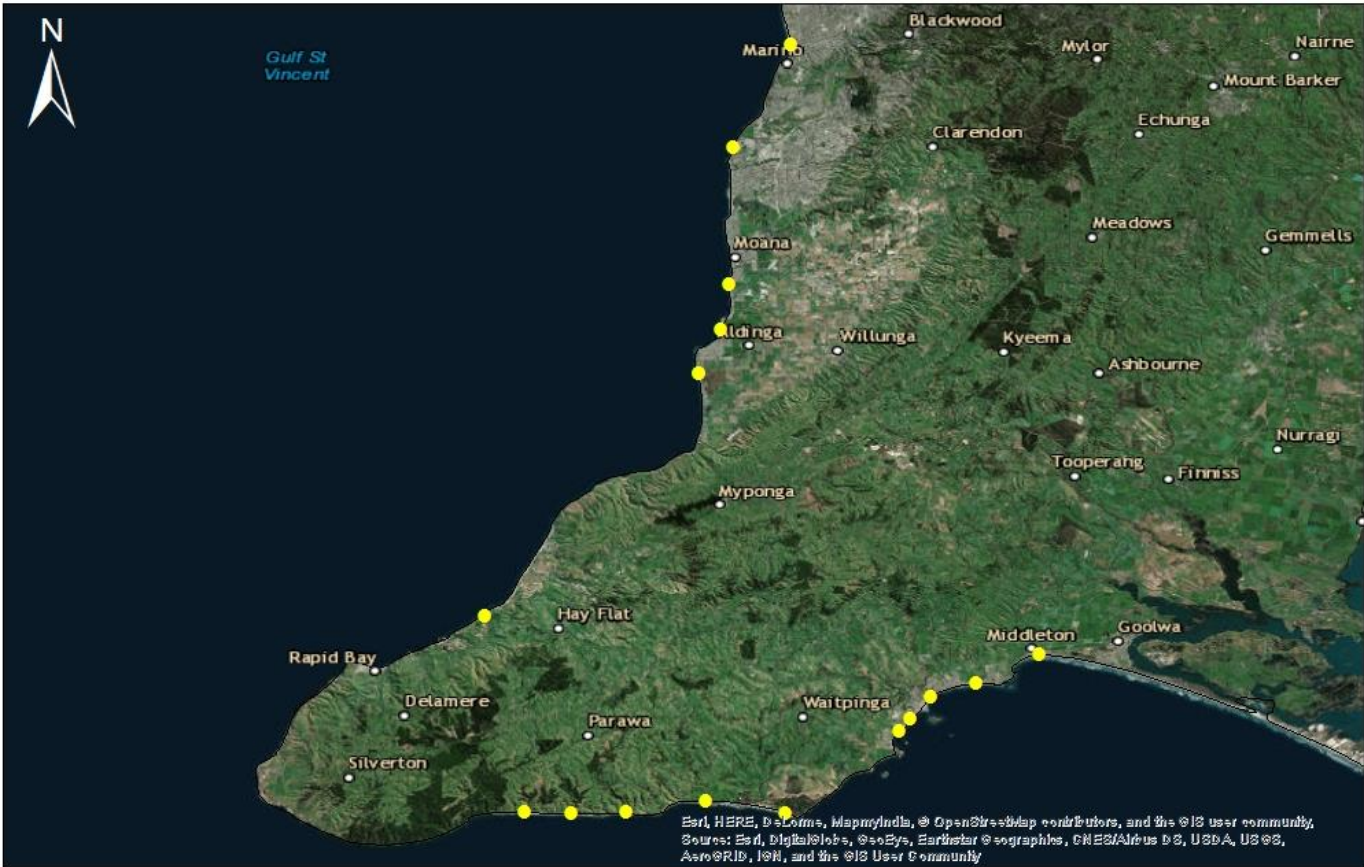 N
Blackwood
Gulf St
Vincent
Marino
Mylor
Nairne
Mount Barker
Echunga
Clarendon
Meadows
Moana
Gemmells
Aldinga
Willunga
Kyeema
Ashbourne
Nurragi
Tooperang
Finniss
Myponga
Hay Flat
Goolwa
Middleton
Rapid Bay
Delamere
Waitpinga
Parawa
Silverton
Esri, HERE, DeLorme, MapmyIndia, © OpenStreetMap contributors, and the GIS user community,
Source: Esri, DigitalGlobe, GeoEye, Earthstar Geographics, CNES/Airbus DS, USDA, USGS,
AeroGRID, IGN, and the GIS User Community